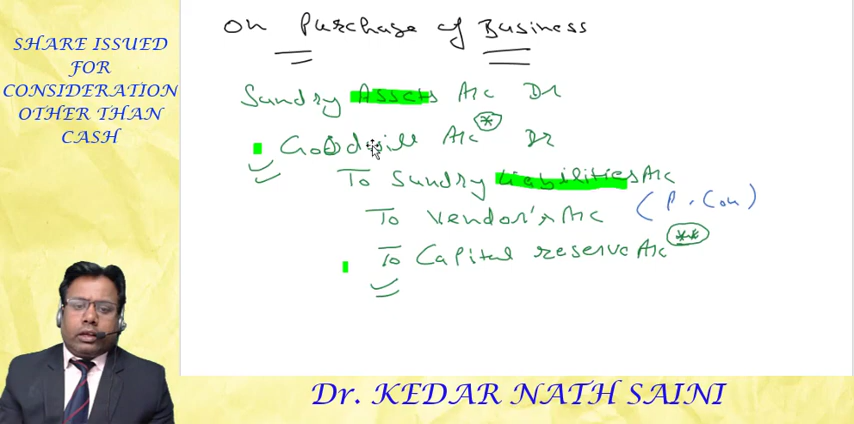 SHARE ISSUED
FOR
CONSIDERATION
OTHER THAN
CASH
On Purchase of Business
Sundry Assets A/c Dr
Goodwill A/c * Dr
To Sundry Liabilities A/c
To Vendor's A/c (P. Con)
To Capital reserve A/c **
Dr. KEDAR NATH SAINI